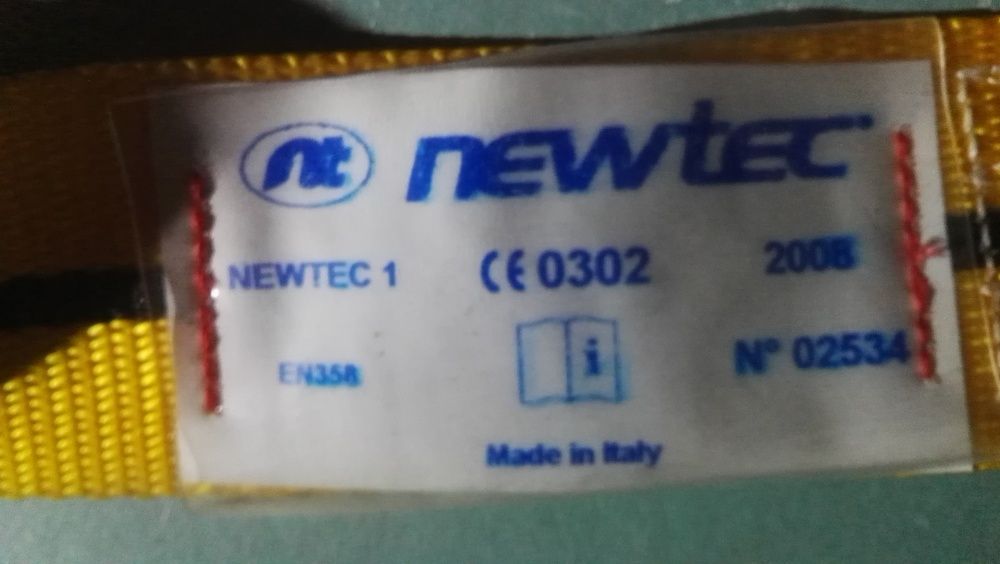 nt newtec
NEWTEC 1 CE 0302 2008
EN358 i N° 02534
Made in Italy